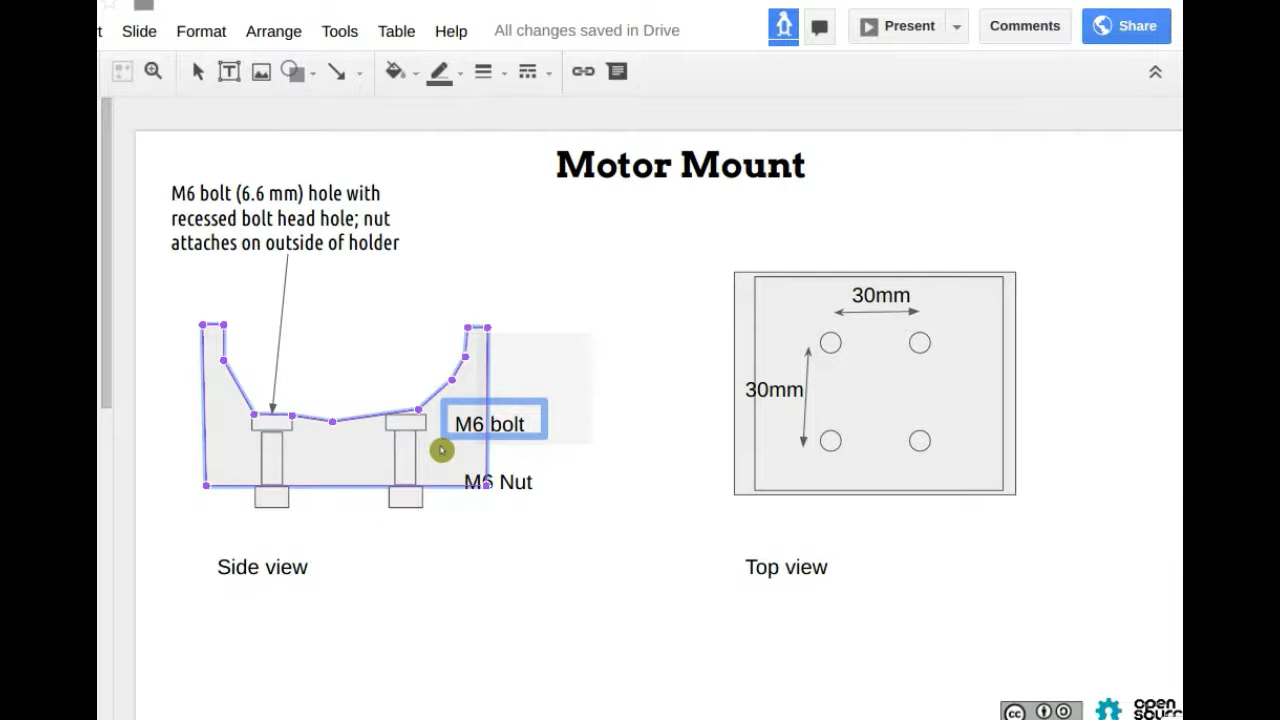 t Slide Format Arrange Tools Table Help All changes saved in Drive Present Comments Share
Motor Mount
M6 bolt (6.6 mm) hole with
recessed bolt head hole; nut
attaches on outside of holder
M6 bolt
M6 Nut
Side view
30mm
30mm
Top view
cc
open